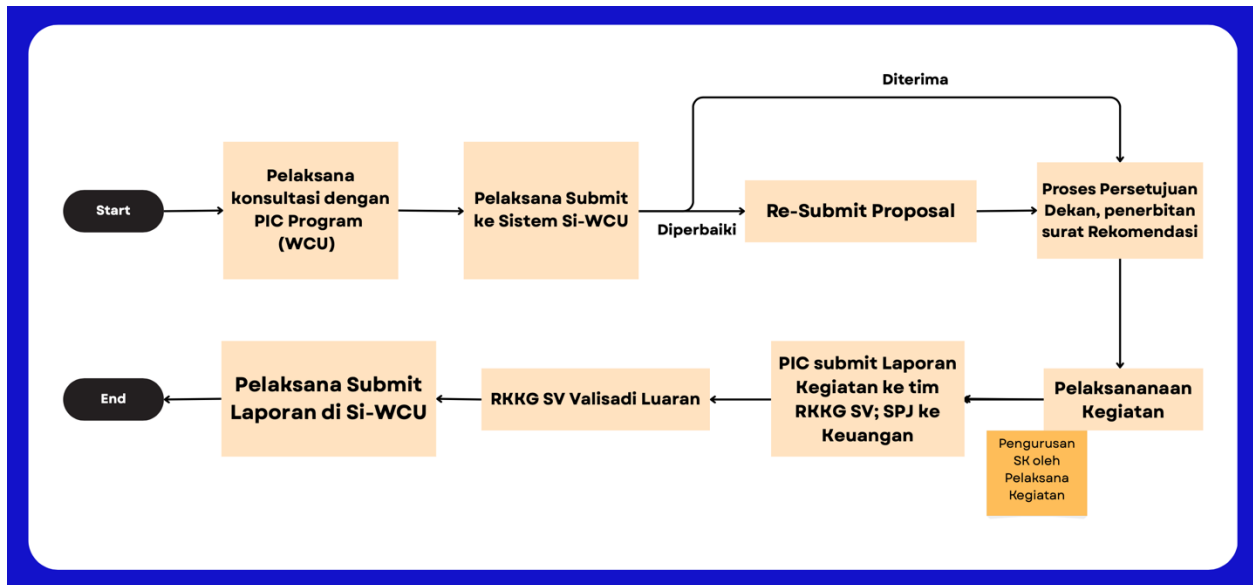 Diterima
Start
Pelaksana
konsultasi dengan
PIC Program
(WCU)
Pelaksana Submit
ke Sistem Si-WCU
Diperbaiki
Re-Submit Proposal
Proses Persetujuan
Dekan, penerbitan
surat Rekomendasi
Pelaksananaan
Kegiatan
Pengurusan
SK oleh
Pelaksana
Kegiatan
PIC submit Laporan
Kegiatan ke tim
RKKG SV; SPJ ke
Keuangan
RKKG SV Valisadi Luaran
Pelaksana Submit
Laporan di Si-WCU
End